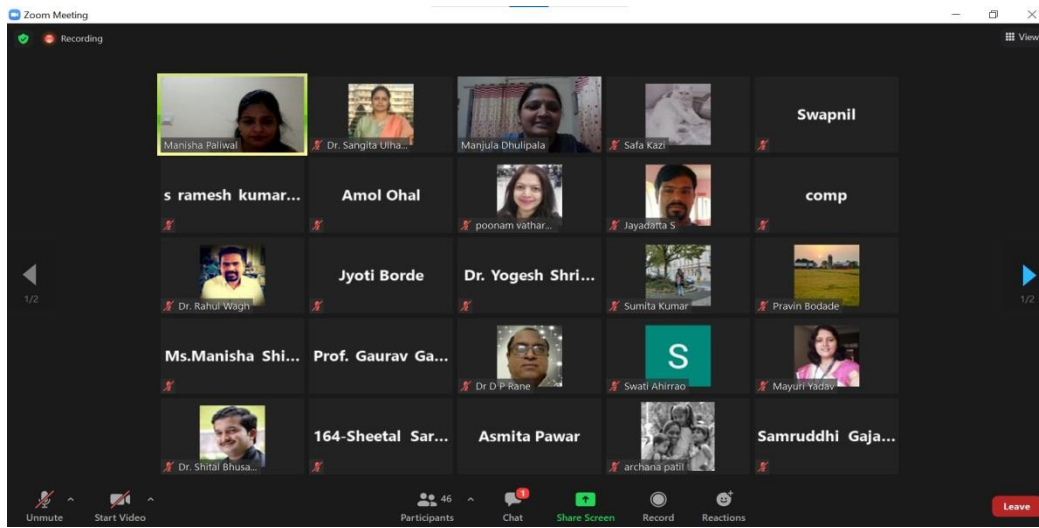 Zoom Meeting
Recording
View
Manisha Paliwal
Dr. Sangita Ulha...
Manjula Dhulipala
Safa Kazi
Swapnil
s ramesh kumar...
Amol Ohal
poonam vathar...
Jayadatta S
comp
Dr. Rahul Wagh
Jyoti Borde
Dr. Yogesh Shri...
Sumita Kumar
Pravin Bodade
1/2
1/2
Ms.Manisha Shi...
Prof. Gaurav Ga...
Dr D P Rane
S
Swati Ahirrao
Mayuri Yadav
Dr. Shital Bhusa...
164-Sheetal Sar...
Asmita Pawar
archana patil
Samruddhi Gaja...
Unmute
Start Video
46
Participants
1
Chat
Share Screen
Record
Reactions
Leave